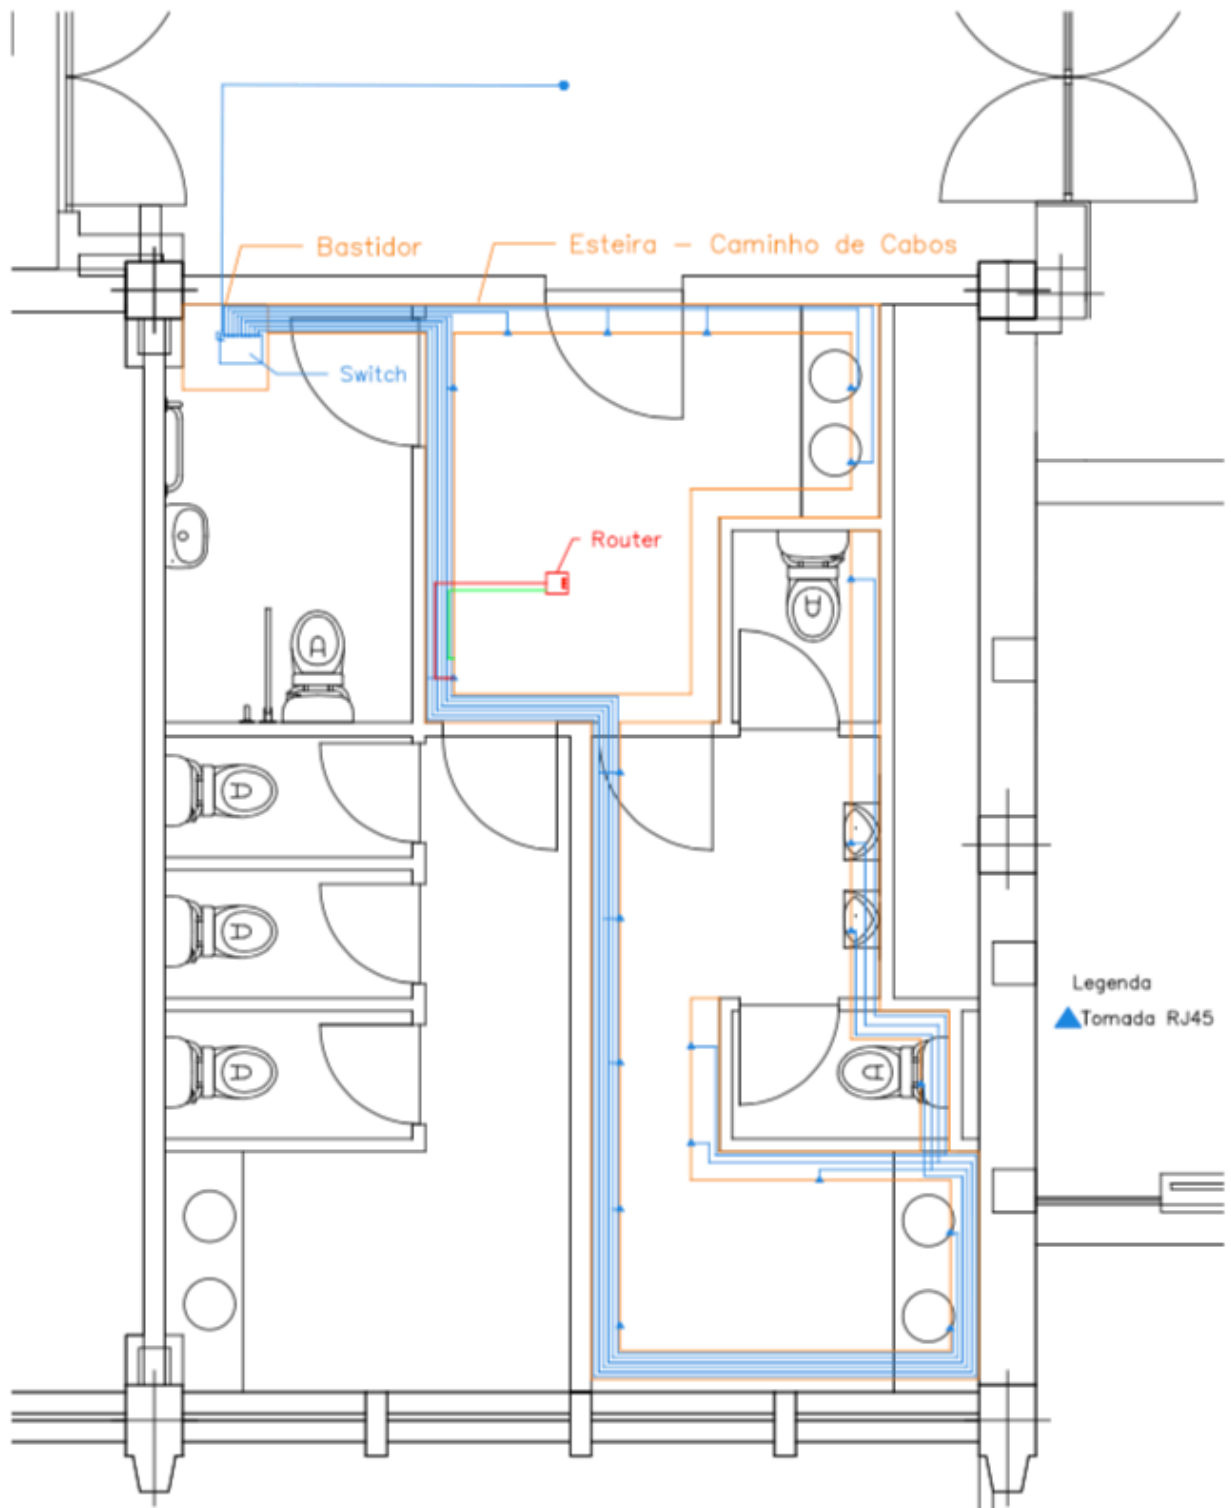 Bastidor
Esteira - Caminho de Cabos
Switch
Router
Legenda
Tomada RJ45